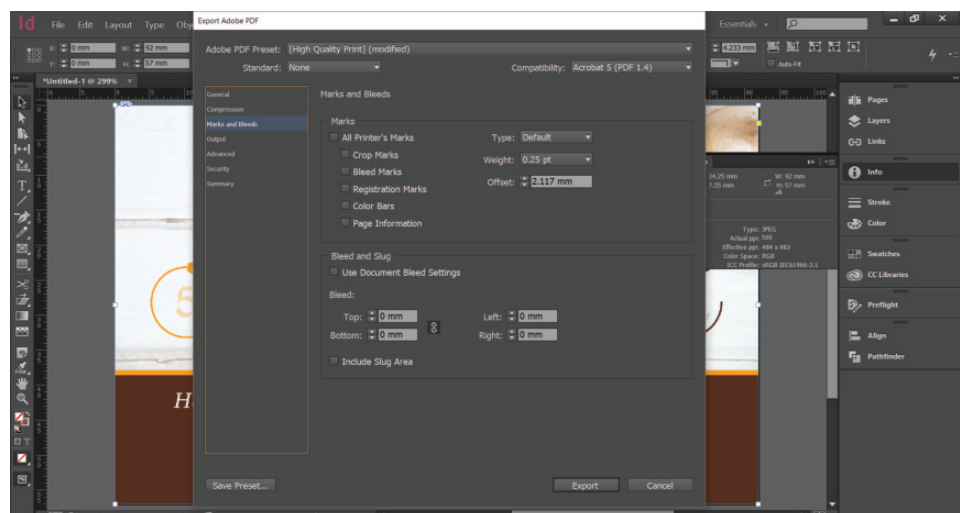 Id File Edit Layout Type Obj
Export Adobe PDF
Essentials
X: 0 mm W: 92 mm
Y: 0 mm H: 57 mm
4.233 mm
Auto-Fit
*Untitled-1 @ 299% ×
Adobe PDF Preset: [High Quality Print] (modified)
Standard: None Compatibility: Acrobat 5 (PDF 1.4)
General
Compression
Marks and Bleeds
Output
Advanced
Security
Summary
Marks and Bleeds
Marks
All Printer's Marks Type: Default
Crop Marks Weight: 0.25 pt
Bleed Marks Offset: 2.117 mm
Registration Marks
Color Bars
Page Information
Bleed and Slug
Use Document Bleed Settings
Bleed:
Top: 0 mm Left: 0 mm
Bottom: 0 mm Right: 0 mm
Include Slug Area
Save Preset... Export Cancel
24.25 mm W: 92 mm
7.25 mm H: 57 mm
Type: JPEG
Actual ppi: 500
Effective ppi: 484 x 483
Color Space: RGB
ICC Profile: sRGB IEC61966-2.1
Pages
Layers
Links
Info
Stroke
Color
Swatches
CC Libraries
Preflight
Align
Pathfinder
5
H